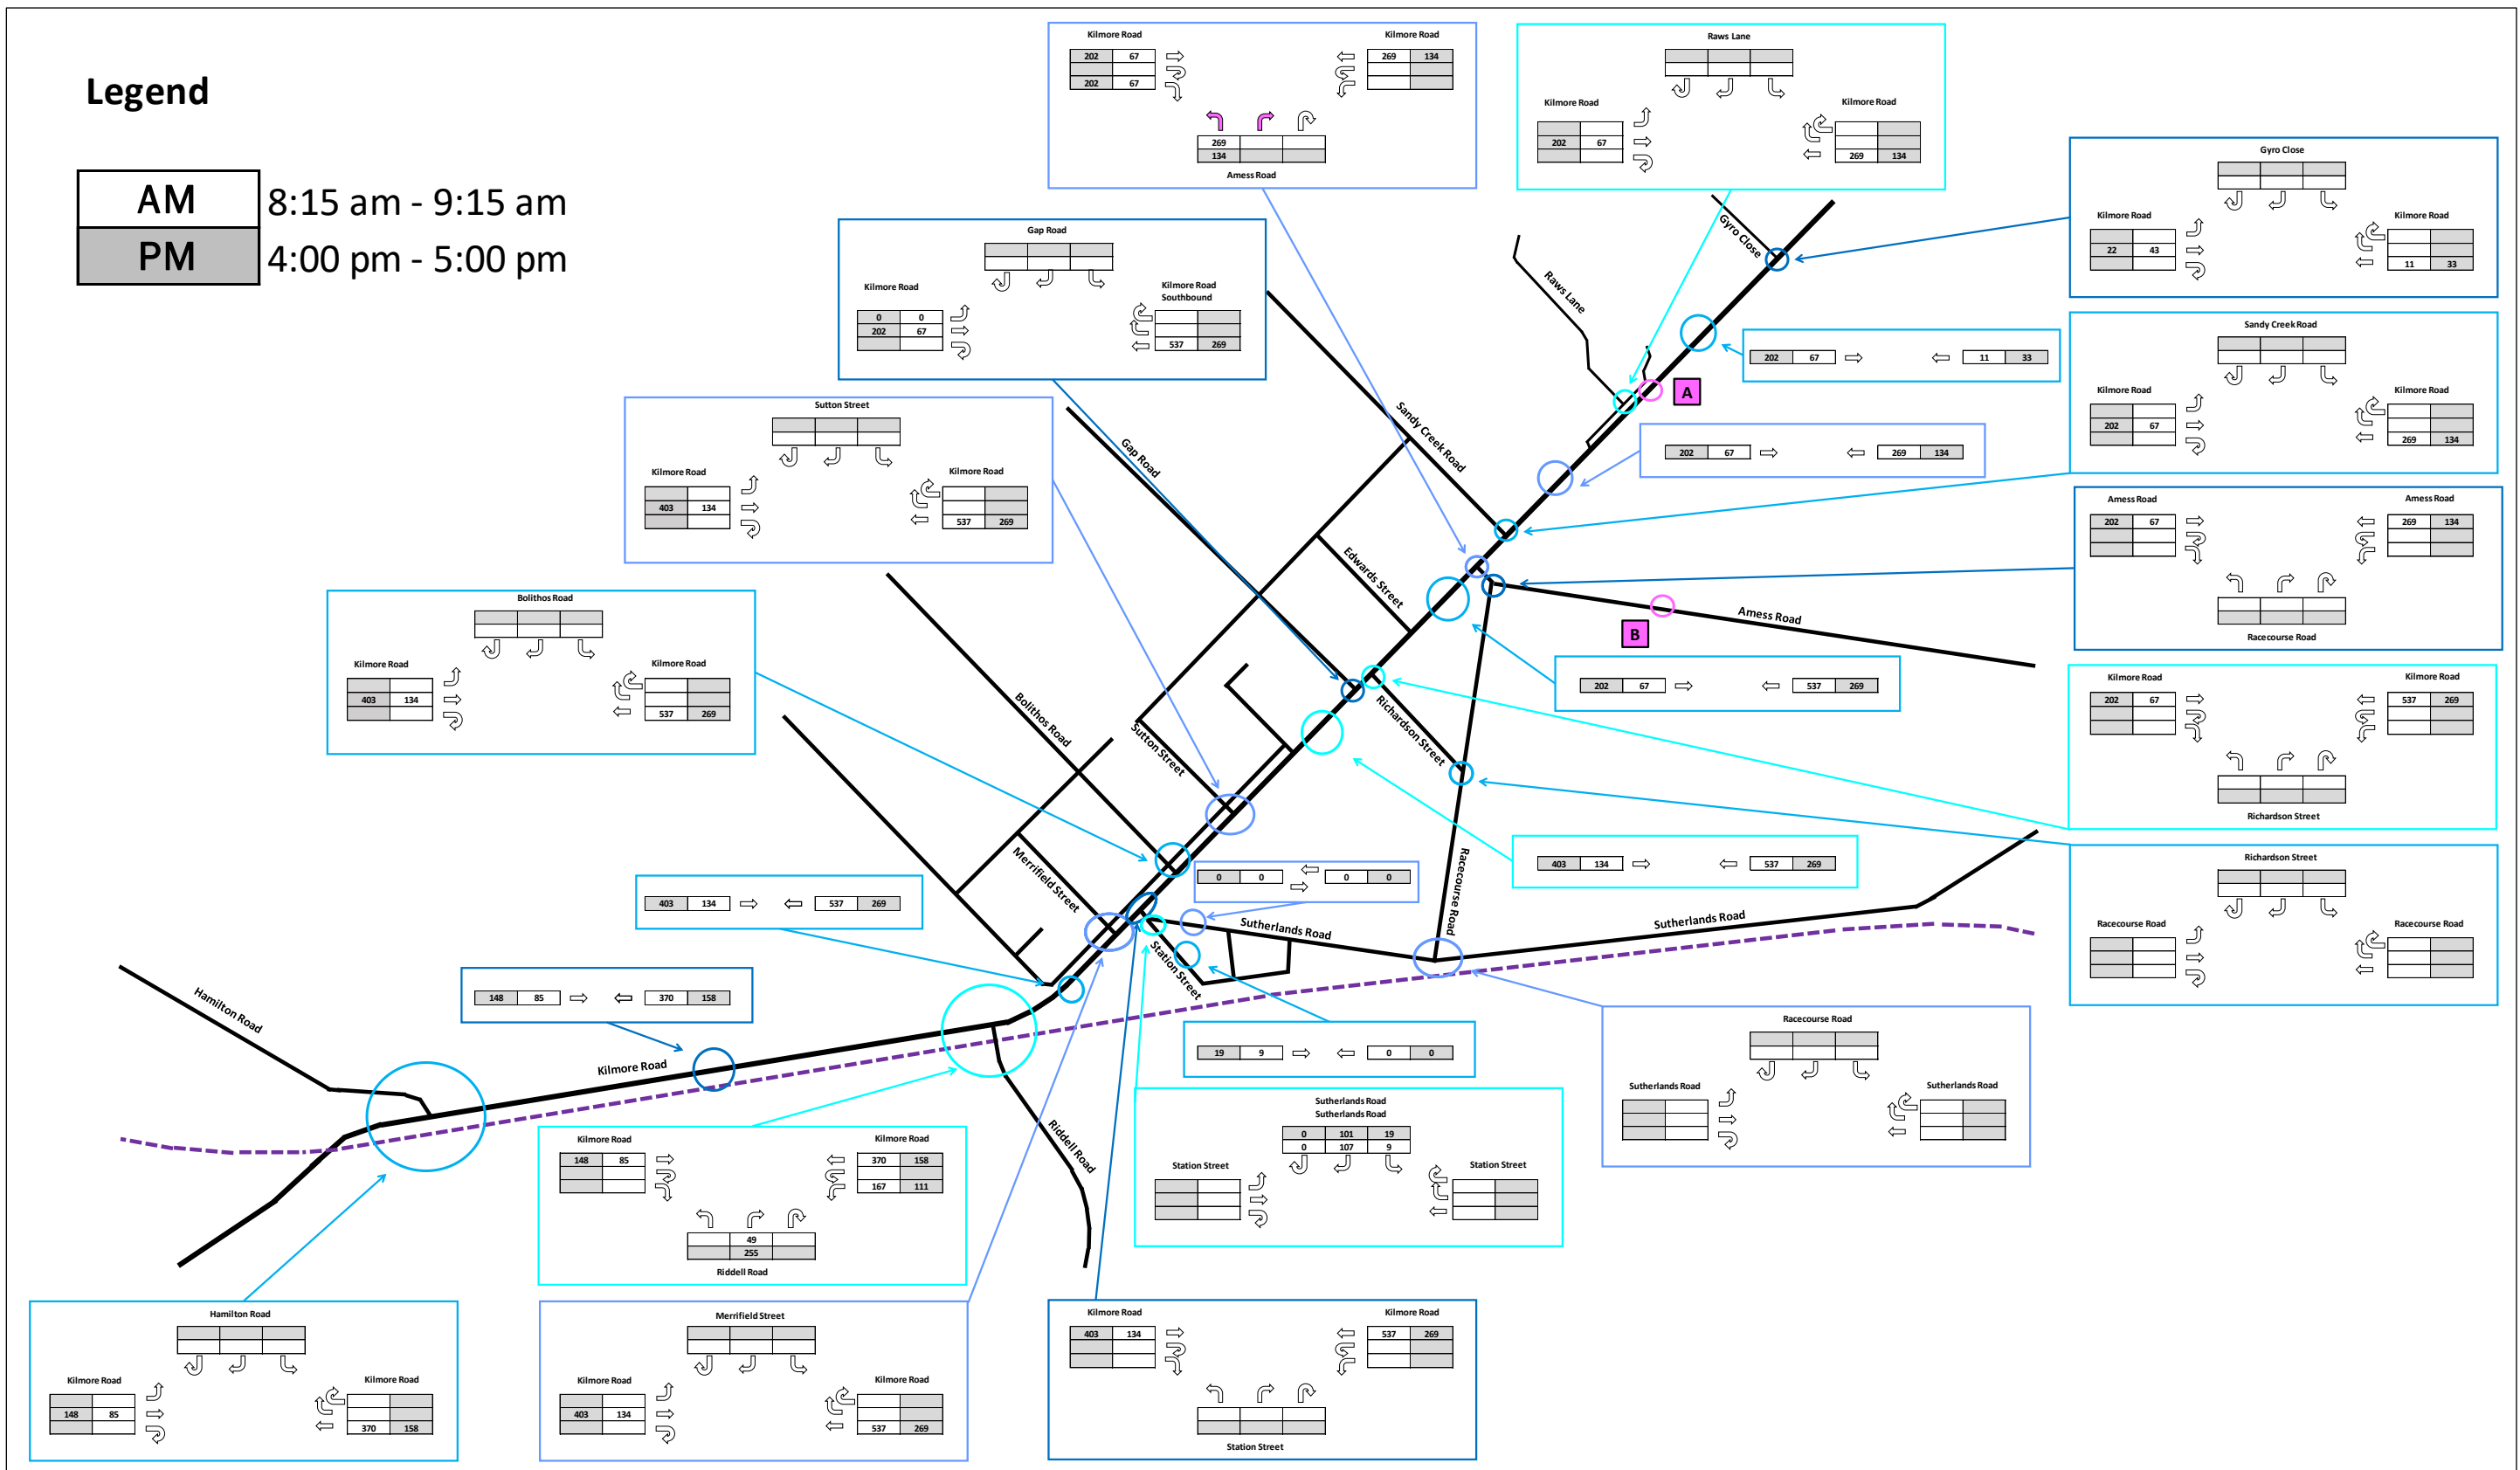 Legend
AM 8:15 am - 9:15 am
PM 4:00 pm - 5:00 pm
Kilmore Road Kilmore Road
202 67 269 134
202 67
269
134
Amess Road
Raws Lane
Kilmore Road Kilmore Road
202 67
269 134
Gyro Close
Kilmore Road Kilmore Road
22 43
11 33
Gap Road
Kilmore Road Kilmore Road
Southbound
0 0
202 67
537 269
Sandy Creek Road
Kilmore Road Kilmore Road
202 67
269 134
202 67 11 33
Sutton Street
Kilmore Road Kilmore Road
403 134
537 269
202 67 269 134
Amess Road Amess Road
202 67 269 134
Racecourse Road
Bolithos Road
Kilmore Road Kilmore Road
403 134
537 269
202 67 537 269
Kilmore Road Kilmore Road
202 67 537 269
Richardson Street
403 134 537 269
0 0 0 0
403 134 537 269
Richardson Street
Racecourse Road Racecourse Road
148 85 370 158
19 9 0 0
Racecourse Road
Sutherlands Road Sutherlands Road
Kilmore Road Kilmore Road
148 85 370 158
167 111
49
255
Riddell Road
Sutherlands Road
Sutherlands Road
0 101 19
0 107 9
Station Street Station Street
Hamilton Road
Kilmore Road Kilmore Road
148 85
370 158
Merrifield Street
Kilmore Road Kilmore Road
403 134
537 269
Kilmore Road Kilmore Road
403 134 537 269
Station Street
Gyro Close
Raws Lane
A
Sandy Creek Road
Gap Road
Edwards Street
Amess Road
B
Bolithos Road
Sutton Street
Richardson Street
Merrifield Street
Racecourse Road
Sutherlands Road
Sutherlands Road
Station Street
Hamilton Road
Kilmore Road
Riddell Road